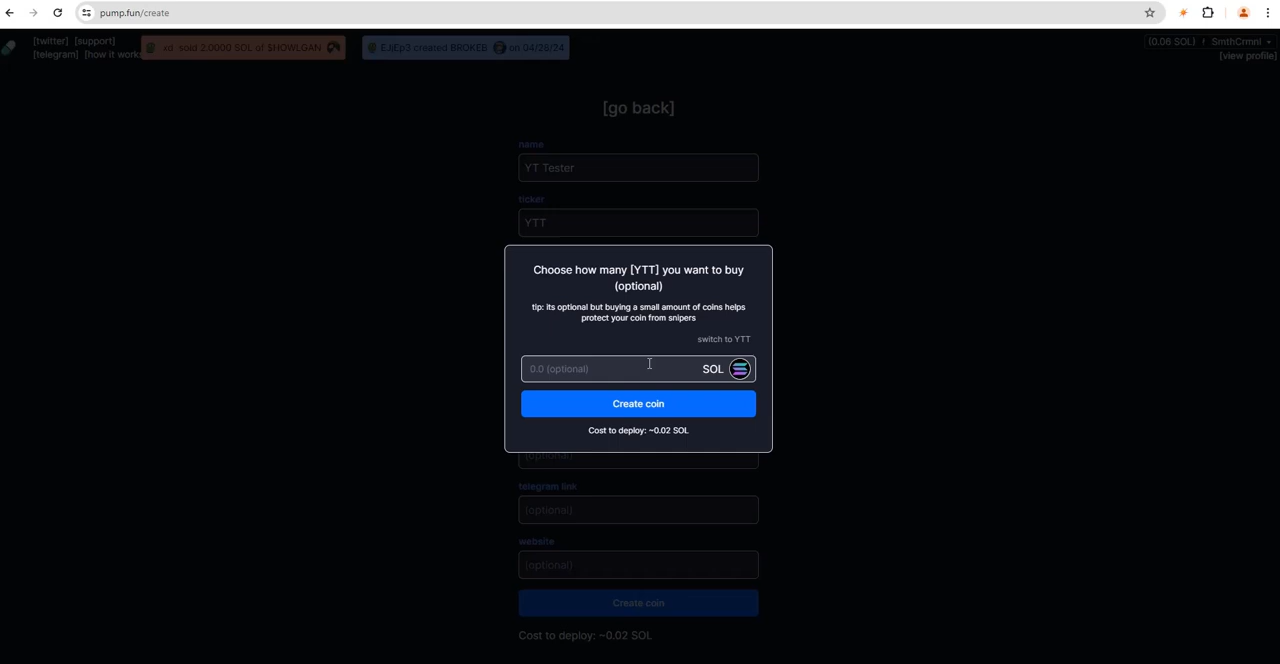 pump.fun/create
[twitter] [support]
[telegram] [how it works
sold 2.0000 SOL of $HOWLGAN
EJjEp3 created BROKEB on 04/26/24
(0.06 SOL) SmthCrmnl
[view profile]
[go back]
name
YT Tester
ticker
YTT
Choose how many [YTT] you want to buy
(optional)
tip: its optional but buying a small amount of coins helps
protect your coin from snipers
switch to YTT
0.0 (optional) SOL
Create coin
Cost to deploy: ~0.02 SOL
(optional)
telegram link
(optional)
website
(optional)
Create coin
Cost to deploy: ~0.02 SOL